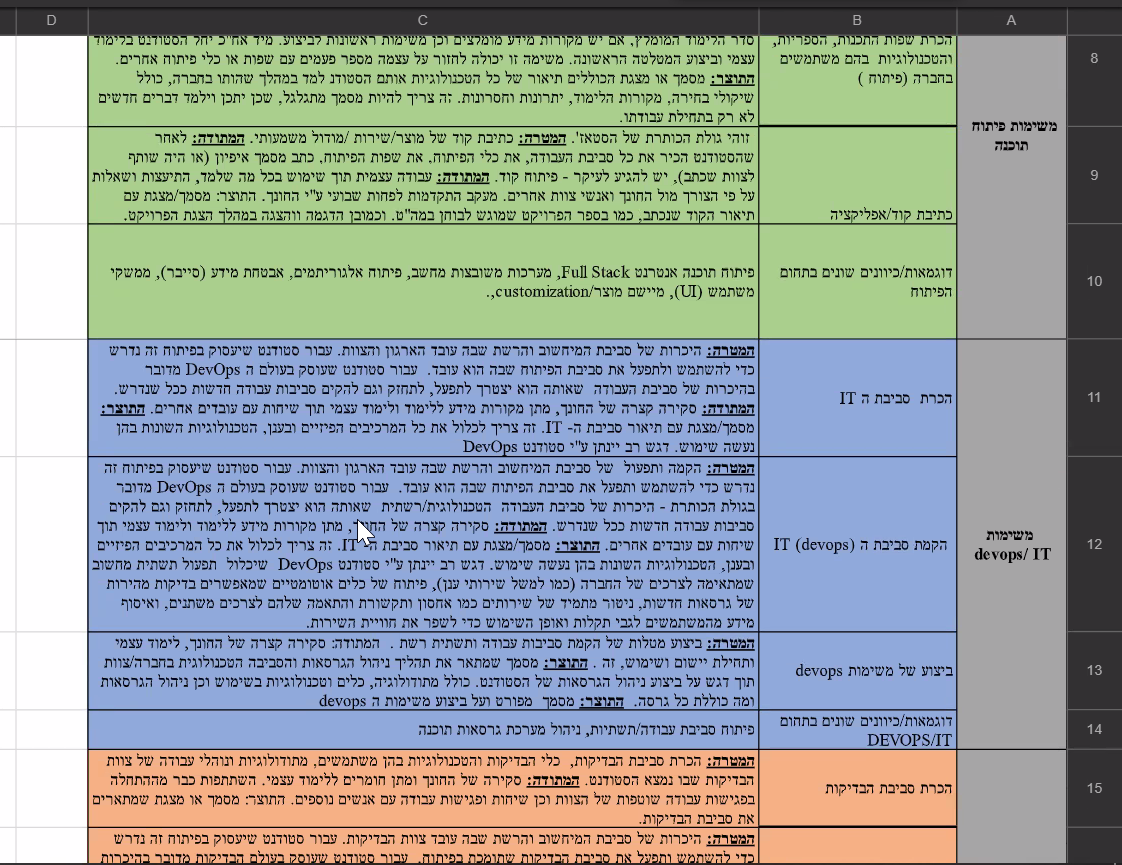 D C B A
8
הכרת שפות התכנות, הספריות,
והטכנולוגיות בהם משתמשים
בחברה (פיתוח )
סדר הלימוד המומלץ, אם יש מקורות מידע מומלצים וכן משימות ראשונות לביצוע. מיד אח"כ יחל הסטודנט בלימוד
עצמי וביצוע המטלטה הראשונה. משימה זו יכולה לחזור על עצמה מספר פעמים עם שפות או כלי פיתוח אחרים.
התוצר: מסמך או מצגת הכוללים תיאור של כל הטכנולוגיות אותם הסטודנט למד במהלך שהותו בחברה, כולל
שיקולי בחירה, מקורות הלימוד, יתרונות וחסרונות. זה צריך להיות מסמך מתגלגל, שכן יתכן וילמד דברים חדשים
לא רק בתחילת עבודתו.
משימות פיתוח
תוכנה
9
כתיבת קוד/אפליקציה
זוהי גולת הכותרת של הסטאז'. המטרה: כתיבת קוד של מוצר/שירות /מודול משמעותי. המתודה: לאחר
שהסטודנט הכיר את כל סביבת העבודה, את כלי הפיתוח, את שפות הפיתוח, כתב מסמך איפיון (או היה שותף
לצוות שכתב), יש להגיע לעיקר - פיתוח קוד. המתודה: עבודה עצמית תוך שימוש בכל מה שלמד, התיעצות ושאלות
על פי הצורך מול החונך ואנשי צוות אחרים. מעקב התקדמות לפחות שבועי ע"י החונך. התוצר: מסמך/מצגת עם
תיאור הקוד שנכתב, כמו בספר הפרויקט שמוגש לבוחן במה"ט. וכמובן הדגמה ווהצגה במהלך הצגת הפרויקט.
10
דוגמאות/כיוונים שונים בתחום
הפיתוח
פיתוח תוכנה אנטרנט Full Stack, מערכות משובצות מחשב, פיתוח אלגוריתמים, אבטחת מידע (סייבר), ממשקי
משתמש (UI), מיישם מוצר/customization,.
11
הכרת סביבת ה IT
המטרה: היכרות של סביבת המיחשוב והרשת שבה עובד הארגון והצוות. עבור סטודנט שיעסוק בפיתוח זה נדרש
כדי להשתמש ולתפעל את סביבת הפיתוח שבה הוא עובד. עבור סטודנט שעוסק בעולם ה DevOps מדובר
בהיכרות של סביבת העבודה שאותה הוא יצטרך לתפעל, לתחזק וגם להקים סביבות עבודה חדשות ככל שנדרש.
המתודה: סקירה קצרה של החונך, מתן מקורות מידע ללימוד ולימוד עצמי תוך שיחות עם עובדים אחרים. התוצר:
מסמך/מצגת עם תיאור סביבת ה- IT. זה צריך לכלול את כל המרכיבים הפיזיים ובענן, הטכנולוגיות השונות בהן
נעשה שימוש. דגש רב יינתן ע"י סטודנט DevOps
משימות
devops/ IT
12
הקמת סביבת ה IT (devops)
המטרה: הקמה ותפעול של סביבת המיחשוב והרשת שבה עובד הארגון והצוות. עבור סטודנט שיעסוק בפיתוח זה
נדרש כדי להשתמש ותפעל את סביבת הפיתוח שבה הוא עובד. עבור סטודנט שעוסק בעולם ה DevOps מדובר
בגולת הכותרת - היכרות של סביבת העבודה הטכנולוגית/רשתית שאותה הוא יצטרך לתפעל, לתחזק וגם להקים
סביבות עבודה חדשות ככל שנדרש. המתודה: סקירה קצרה של החונך, מתן מקורות מידע ללימוד ולימוד עצמי תוך
שיחות עם עובדים אחרים. התוצר: מסמך/מצגת עם תיאור סביבת ה- IT. זה צריך לכלול את כל המרכיבים הפיזיים
ובענן, הטכנולוגיות השונות בהן נעשה שימוש. דגש רב יינתן ע"י סטודנט DevOps שיכלול תפעול תשתית מחשוב
שמתאימה לצרכים של החברה (כמו למשל שירותי ענן), פיתוח של כלים אוטומטיים שמאפשרים בדיקות מהירות
של גרסאות חדשות, ניטור מתמיד של שירותים כמו אחסון ותקשורת והתאמה שלהם לצרכים משתנים, ואיסוף
מידע מהמשתמשים לגבי תקלות ואופן השימוש כדי לשפר את חוויית השירות.
13
ביצוע של משימות devops
המטרה: ביצוע מטלות של הקמת סביבות עבודה ותשתית רשת . המתודה: סקירה קצרה של החונך, לימוד עצמי
ותחילת יישום ושימוש, זה . התוצר: מסמך שמתאר את תהליך ניהול הגרסאות והסביבה הטכנולוגית בחברה/צוות
תוך דגש על ביצוע ניהול הגרסאות של הסטודנט. כולל מתודולוגיה, כלים וטכנולוגיות בשימוש וכן ניהול הגרסאות
ומה כוללת כל גרסה. התוצר: מסמך מפורט ועל ביצוע משימות ה devops
14
דוגמאות/כיוונים שונים בתחום
DEVOPS/IT
פיתוח סביבת עבודה/תשתיות, ניהול מערכת גרסאות תוכנה
15
הכרת סביבת הבדיקות
המטרה: הכרת סביבת הבדיקות, כלי הבדיקות והטכנולוגיות בהן משתמשים, מתודולוגיות ונוהלי עבודה של צוות
הבדיקות שבו נמצא הסטודנט. המתודה: סקירה של החונך ומתן חומרים ללימוד עצמי. השתתפות כבר מההתחלה
בפגישות עבודה שוטפות של הצוות וכן שיחות ופגישות עבודה עם אנשים נוספים. התוצר: מסמך או מצגת שמתארים
את סביבת הבדיקות.
המטרה: היכרות של סביבת המיחשוב והרשת שבה עובד צוות הבדיקות. עבור סטודנט שיעסוק בפיתוח זה נדרש
כדי להשתמש ותפעל את סביבת הבדיקות שתומכת בפיתוח. עבור סטודנט שעוסק בעולם הבדיקות מדובר בהיכרות